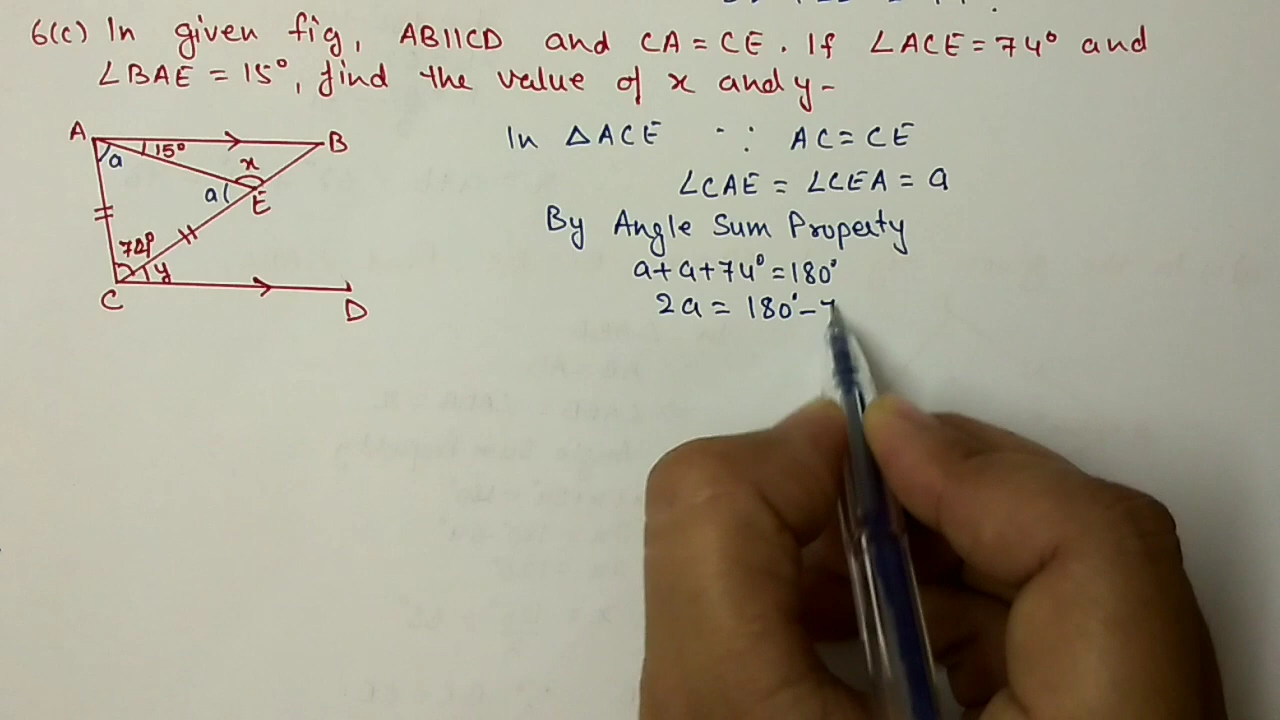 6(c) In given fig, AB||CD and CA = CE. If ∠ACE = 74° and
∠BAE = 15°, find the value of x and y -
A
B
a
15°
x
a
E
74°
y
C
D
In △ACE ∵ AC = CE
∠CAE = ∠CEA = a
By Angle Sum Property
a + a + 74° = 180°
2a = 180° -